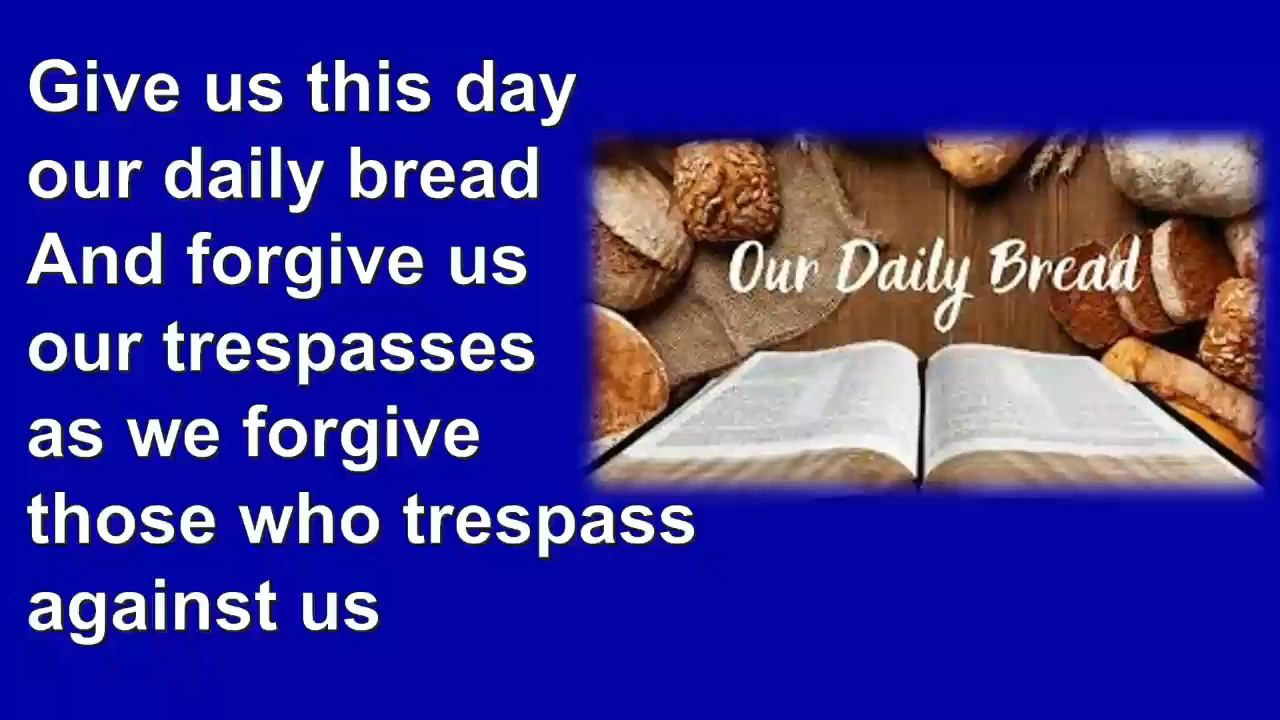 Give us this day
our daily bread
And forgive us
our trespasses
as we forgive
those who trespass
against us
Our Daily Bread